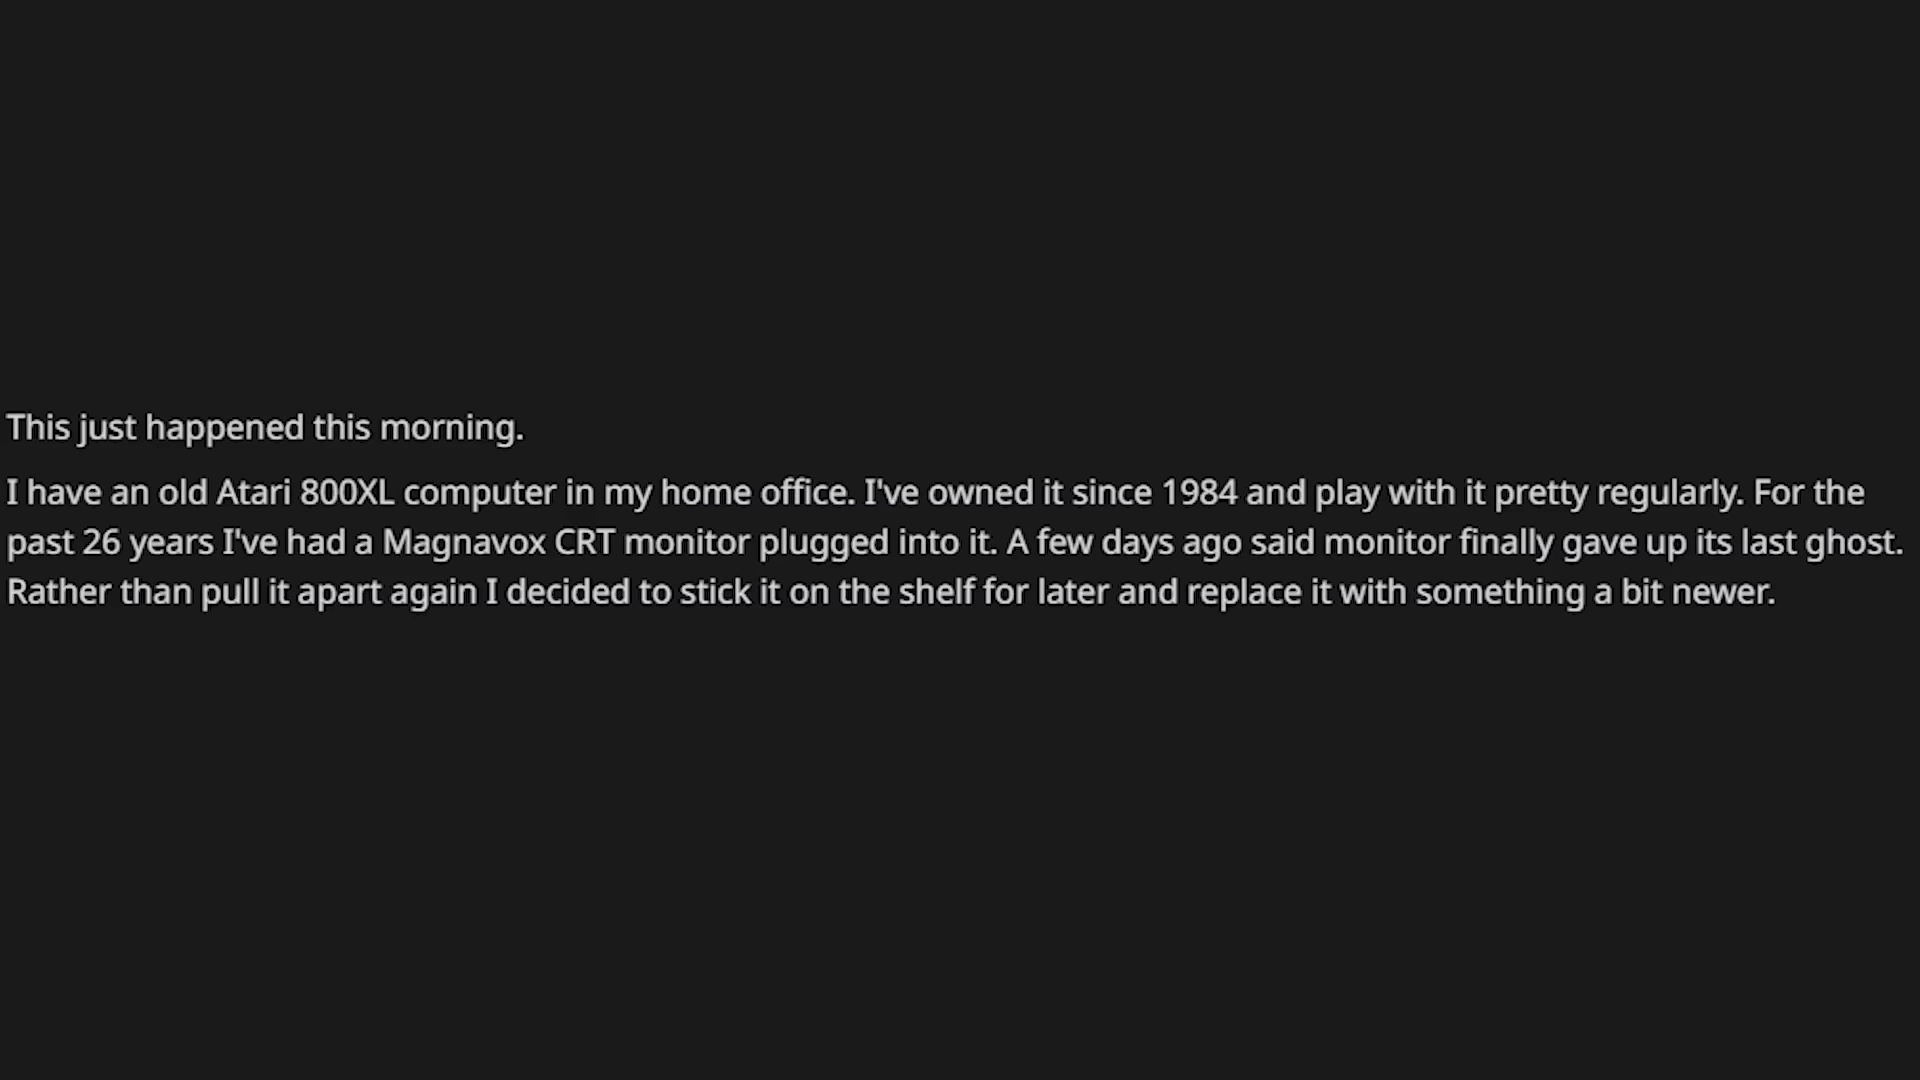 This just happened this morning.
I have an old Atari 800XL computer in my home office. I've owned it since 1984 and play with it pretty regularly. For the
past 26 years I've had a Magnavox CRT monitor plugged into it. A few days ago said monitor finally gave up its last ghost.
Rather than pull it apart again I decided to stick it on the shelf for later and replace it with something a bit newer.